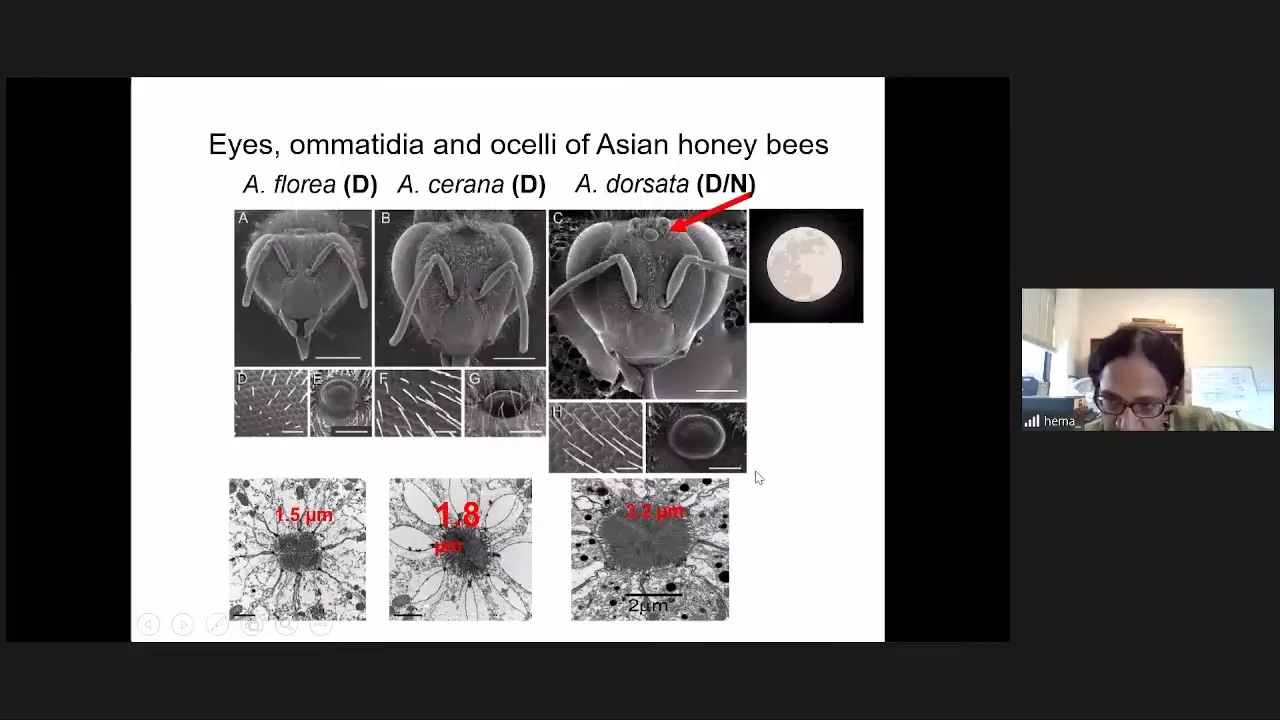 Eyes, ommatidia and ocelli of Asian honey bees
A. florea (D) A. cerana (D) A. dorsata (D/N)
A B C
D E F G
H I
1.5 µm 1.8 µm 3.2 µm
2µm
hema_